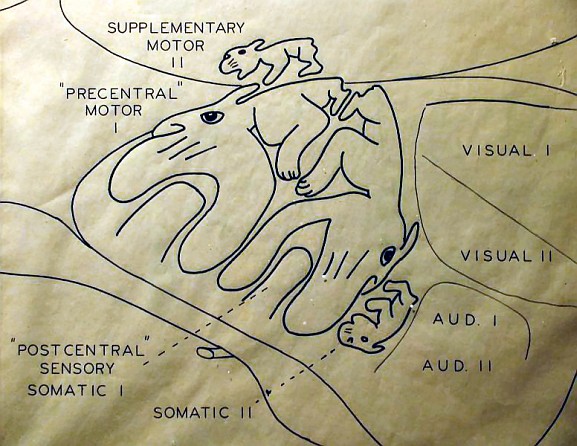 SUPPLEMENTARY
MOTOR
II
"PRECENTRAL"
MOTOR
I
VISUAL I
VISUAL II
AUD. I
AUD. II
"POSTCENTRAL"
SENSORY
SOMATIC I
SOMATIC II